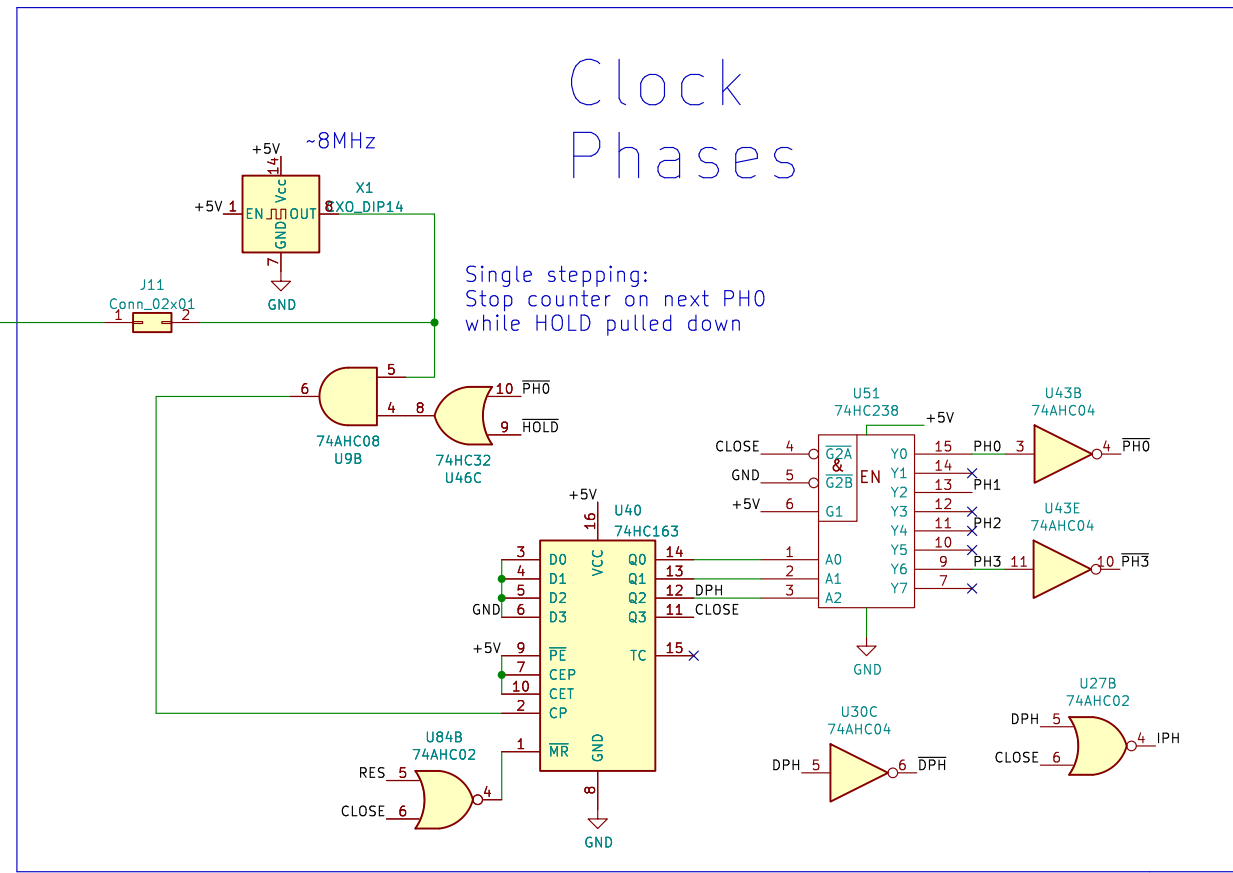 Clock
Phases
~8MHz
+5V
14
Vcc
X1
CXO_DIP14
+5V 1 EN OUT 8
GND
7
GND
Single stepping:
Stop counter on next PH0
while HOLD pulled down
J11
Conn_02x01
1 2
6 5
4 8
10 PH0
9 HOLD
74AHC08
U9B
74HC32
U46C
U51
74HC238
+5V
CLOSE 4 G2A
&
GND 5 G2B
EN
+5V 6 G1
1 A0
2 A1
3 A2
Y0 15 PH0
Y1 14
Y2 13 PH1
Y3 12
Y4 11 PH2
Y5 10
Y6 9 PH3
Y7 7
GND
U43B
74AHC04
3 4 PH0
U43E
74AHC04
11 10 PH3
+5V
16
VCC
U40
74HC163
3 D0 Q0 14
4 D1 Q1 13
5 D2 Q2 12 DPH
GND 6 D3 Q3 11 CLOSE
+5V 9 PE TC 15
7 CEP
10 CET
2 CP
1 MR
GND
8
GND
U84B
74AHC02
RES 5
4
CLOSE 6
U30C
74AHC04
DPH 5 6 DPH
U27B
74AHC02
DPH 5
4 IPH
CLOSE 6